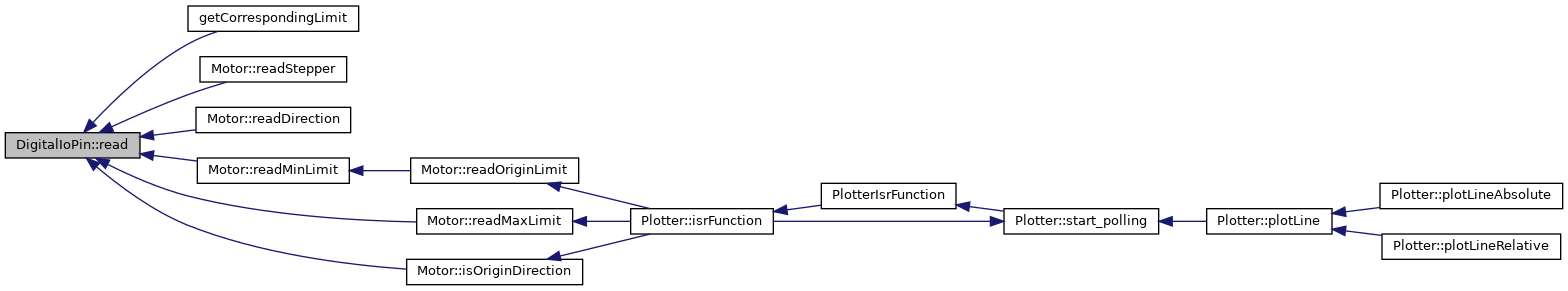 getCorrespondingLimit
Motor::readStepper
Motor::readDirection
DigitalIoPin::read
Motor::readMinLimit
Motor::readOriginLimit
Motor::readMaxLimit
Motor::isOriginDirection
Plotter::isrFunction
PlotterIsrFunction
Plotter::start_polling
Plotter::plotLine
Plotter::plotLineAbsolute
Plotter::plotLineRelative